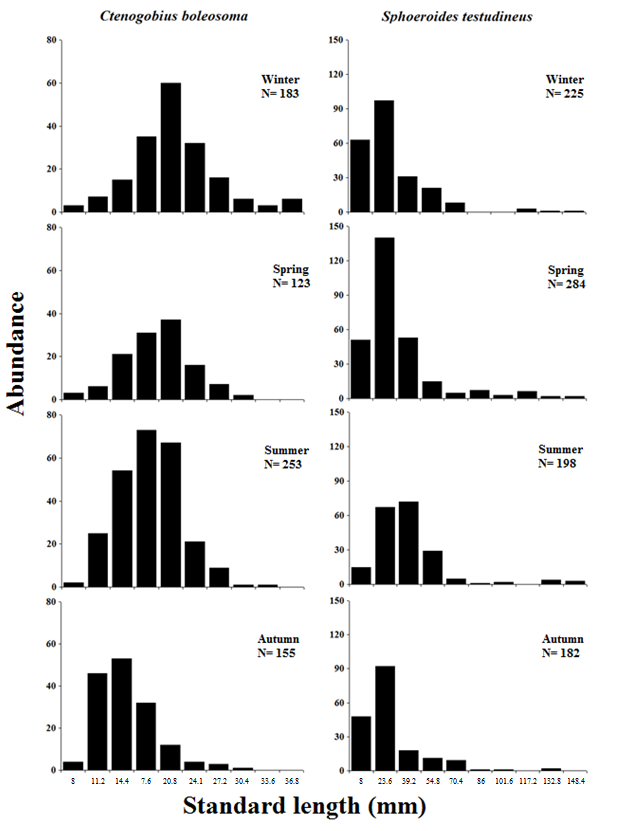 Ctenogobius boleosoma
Sphoeroides testudineus
Abundance
80
60
40
20
0
Winter
N= 183
150
120
90
60
30
0
Winter
N= 225
80
60
40
20
0
Spring
N= 123
150
120
90
60
30
0
Spring
N= 284
80
60
40
20
0
Summer
N= 253
150
120
90
60
30
0
Summer
N= 198
80
60
40
20
0
Autumn
N= 155
150
120
90
60
30
0
Autumn
N= 182
8 11.2 14.4 7.6 20.8 24.1 27.2 30.4 33.6 36.8
8 23.6 39.2 54.8 70.4 86 101.6 117.2 132.8 148.4
Standard length (mm)